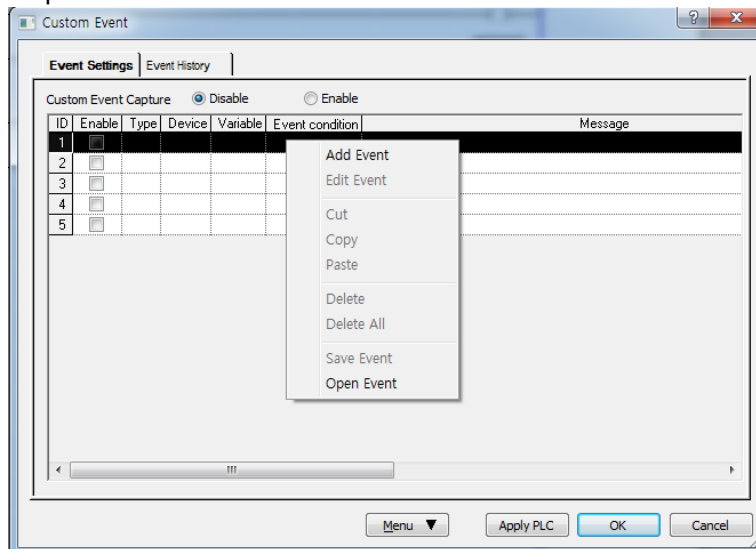 Custom Event
Event Settings Event History
Custom Event Capture Disable Enable
ID Enable Type Device Variable Event condition Message
1
2
3
4
5
Add Event
Edit Event
Cut
Copy
Paste
Delete
Delete All
Save Event
Open Event
Menu ▼ Apply PLC OK Cancel